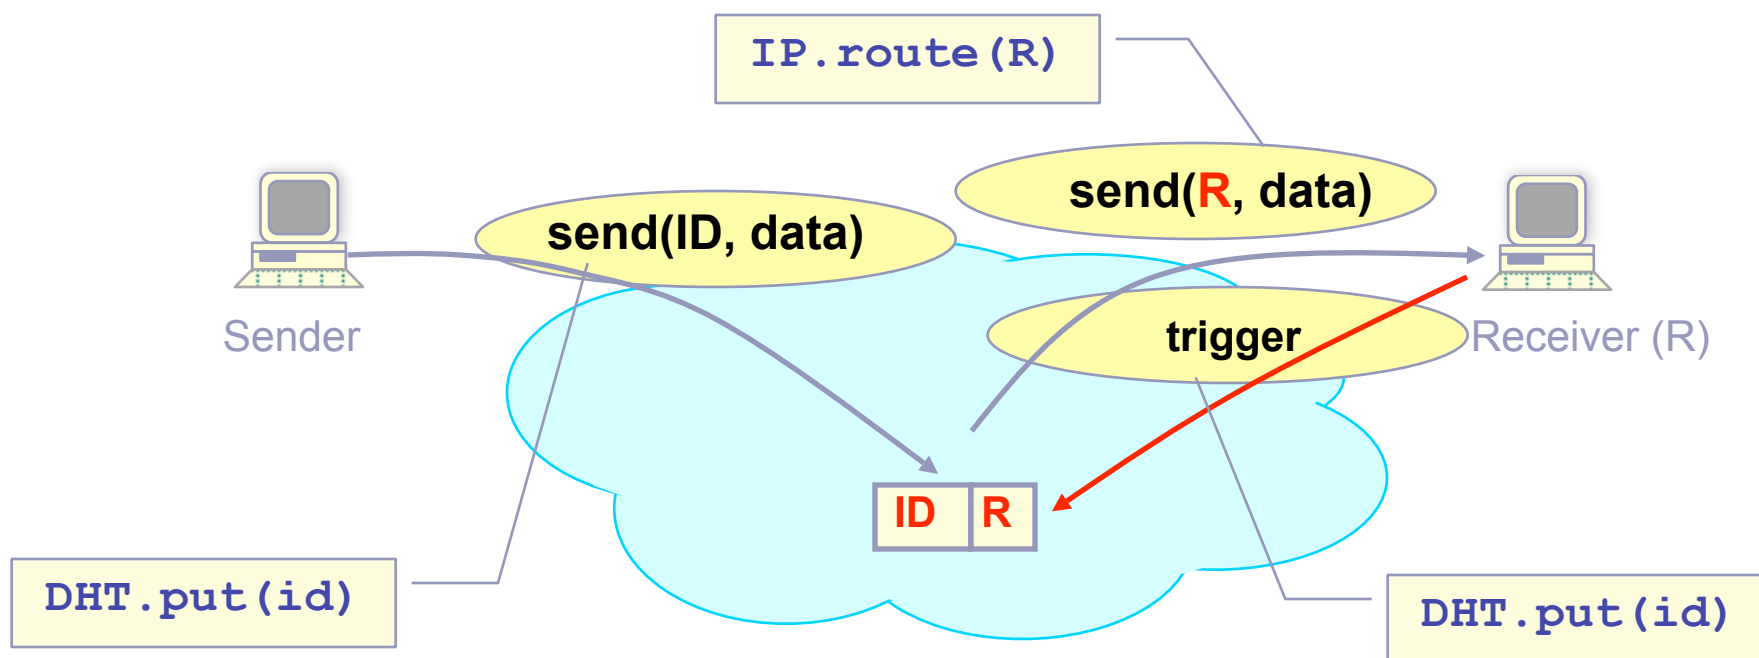 IP.route(R)
send(R, data)
send(ID, data)
Sender
trigger
Receiver (R)
ID R
DHT.put(id)
DHT.put(id)